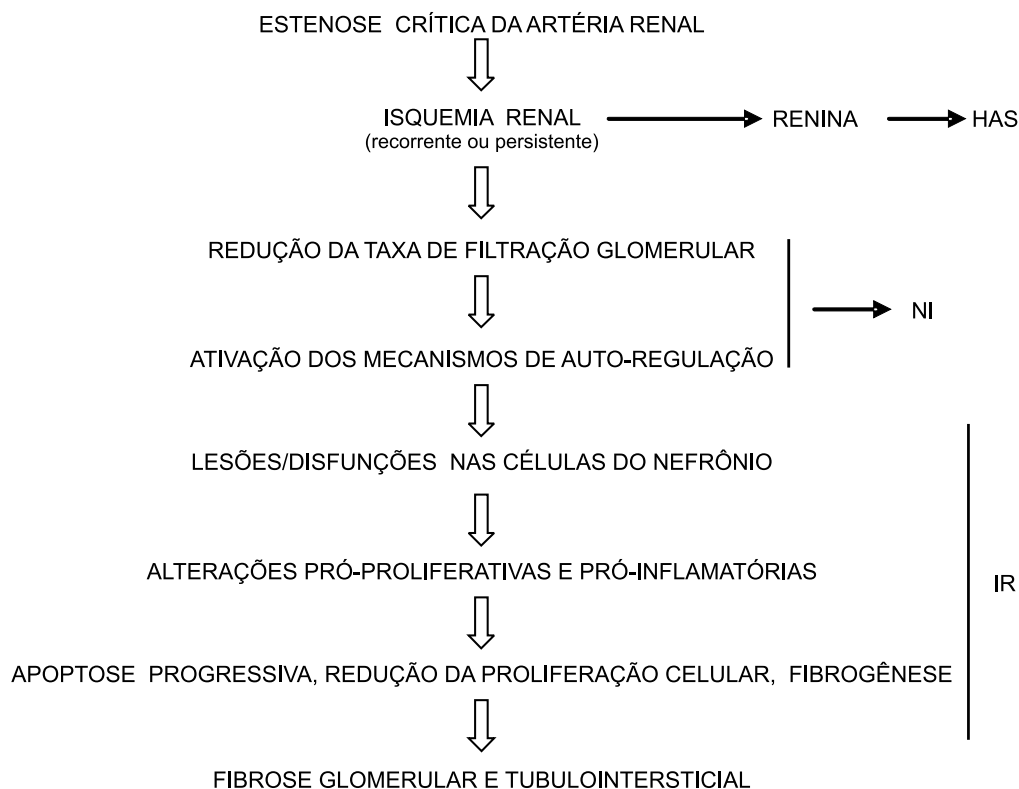 ESTENOSE CRÍTICA DA ARTÉRIA RENAL
ISQUEMIA RENAL
(recorrente ou persistente)
RENINA
HAS
REDUÇÃO DA TAXA DE FILTRAÇÃO GLOMERULAR
NI
ATIVAÇÃO DOS MECANISMOS DE AUTO-REGULAÇÃO
LESÕES/DISFUNÇÕES NAS CÉLULAS DO NEFRÔNIO
ALTERAÇÕES PRÓ-PROLIFERATIVAS E PRÓ-INFLAMATÓRIAS
IR
APOPTOSE PROGRESSIVA, REDUÇÃO DA PROLIFERAÇÃO CELULAR, FIBROGÊNESE
FIBROSE GLOMERULAR E TUBULOINTERSTICIAL